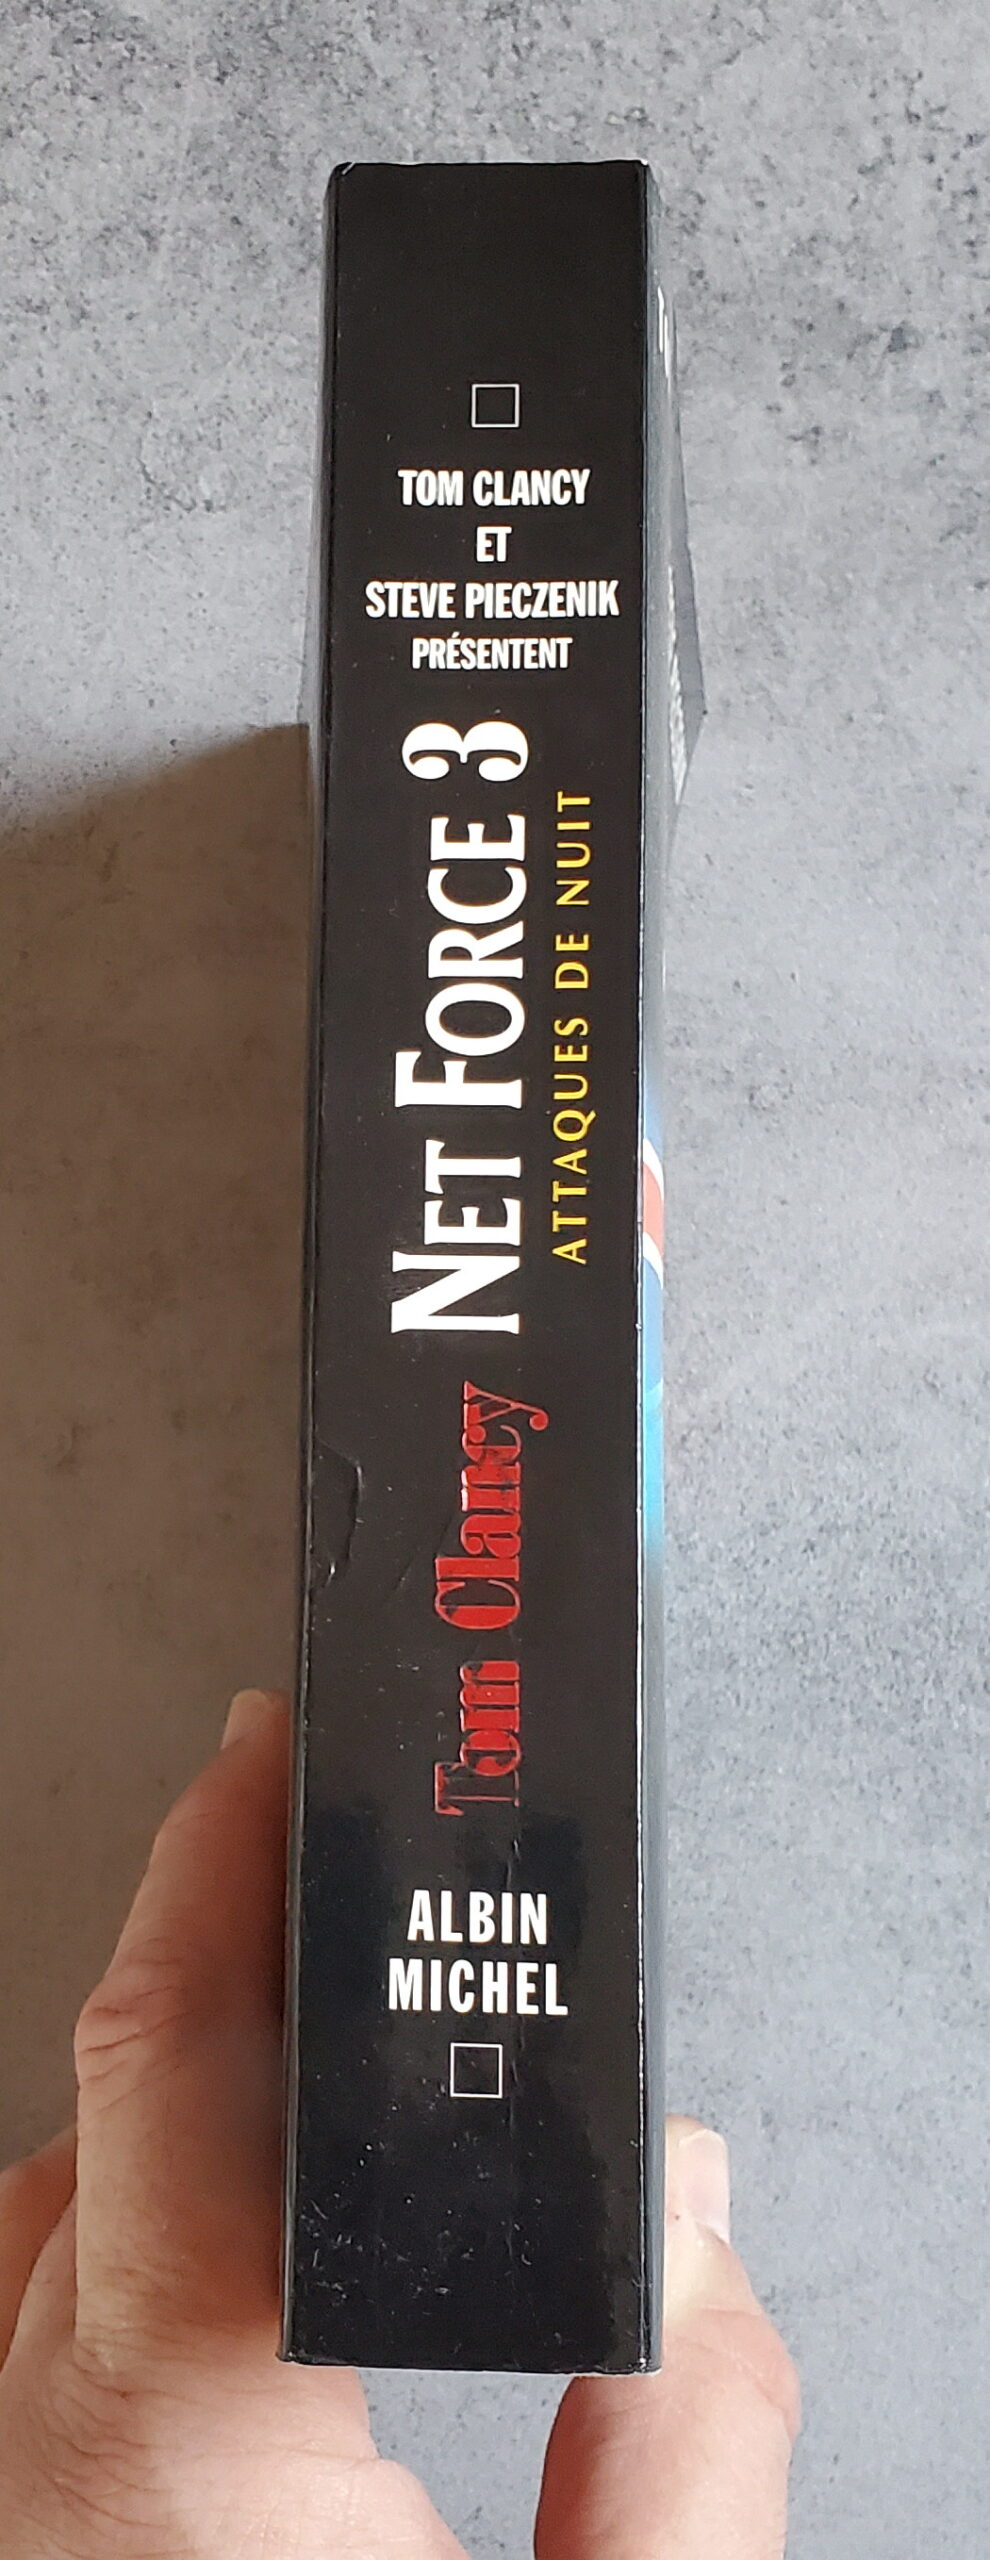 TOM CLANCY
ET
STEVE PIECZENIK
PRÉSENTENT
NET FORCE 3
ATTAQUES DE NUIT
Tom Clancy
ALBIN
MICHEL